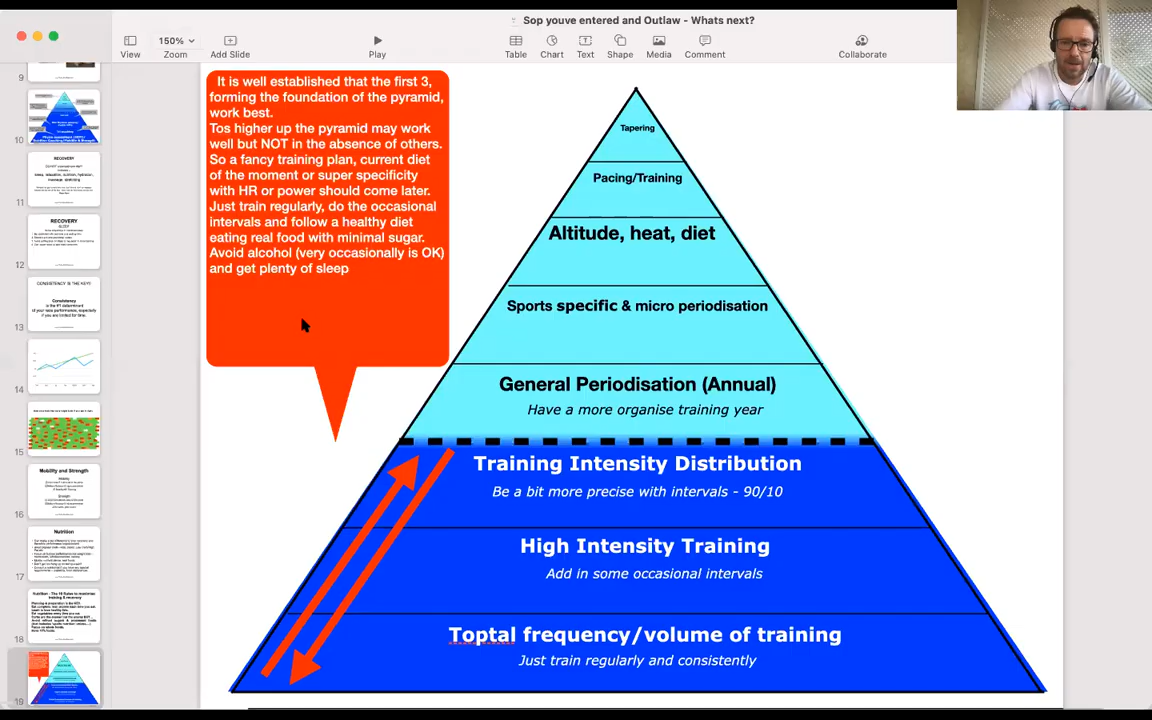 Sop youve entered and Outlaw - Whats next?
View
150%
Zoom
Add Slide
Play
Table
Chart
Text
Shape
Media
Comment
Collaborate
9
10
11
12
13
14
15
16
17
18
19
RECOVERY
RECOVERY
CONSISTENCY IS THE KEY!
Consistency
Mobility and Strength
Mobility
Strength
Nutrition
It is well established that the first 3,
forming the foundation of the pyramid,
work best.
Tos higher up the pyramid may work
well but NOT in the absence of others.
So a fancy training plan, current diet
of the moment or super specificity
with HR or power should come later.
Just train regularly, do the occasional
intervals and follow a healthy diet
eating real food with minimal sugar.
Avoid alcohol (very occasionally is OK)
and get plenty of sleep
Tapering
Pacing/Training
Altitude, heat, diet
Sports specific & micro periodisation
General Periodisation (Annual)
Have a more organise training year
Training Intensity Distribution
Be a bit more precise with intervals - 90/10
High Intensity Training
Add in some occasional intervals
Toptal frequency/volume of training
Just train regularly and consistently